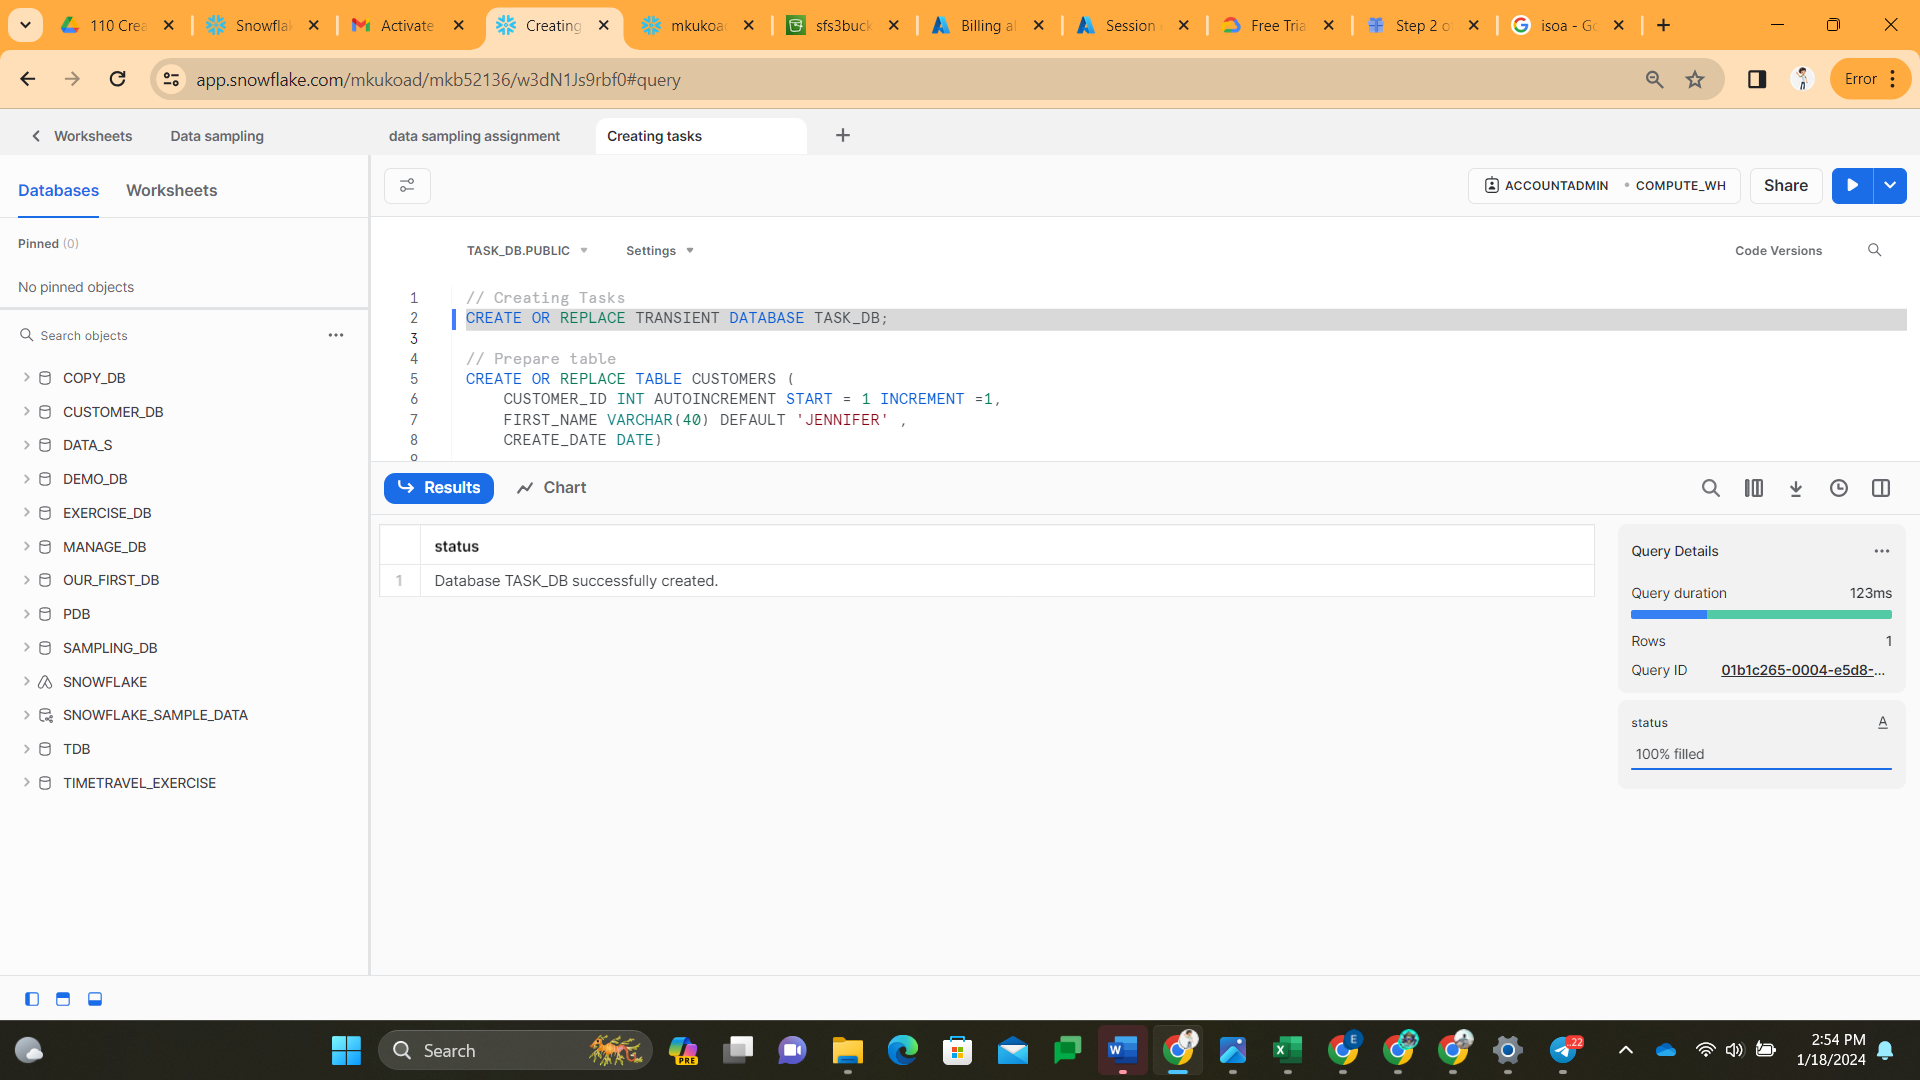 110 Crea
Snowflak
Activate
Creating
mkukoad
sfs3buck
Billing al
Session
Free Tria
Step 2 o
isoa - Go
app.snowflake.com/mkukoad/mkb52136/w3dN1Js9rbf0#query
Error
Worksheets
Data sampling
data sampling assignment
Creating tasks
Databases
Worksheets
ACCOUNTADMIN
COMPUTE_WH
Share
Pinned (0)
No pinned objects
TASK_DB.PUBLIC
Settings
Code Versions
1 // Creating Tasks
2 CREATE OR REPLACE TRANSIENT DATABASE TASK_DB;
3
4 // Prepare table
5 CREATE OR REPLACE TABLE CUSTOMERS (
6 CUSTOMER_ID INT AUTOINCREMENT START = 1 INCREMENT =1,
7 FIRST_NAME VARCHAR(40) DEFAULT 'JENNIFER' ,
8 CREATE_DATE DATE)
9
Search objects
COPY_DB
CUSTOMER_DB
DATA_S
DEMO_DB
EXERCISE_DB
MANAGE_DB
OUR_FIRST_DB
PDB
SAMPLING_DB
SNOWFLAKE
SNOWFLAKE_SAMPLE_DATA
TDB
TIMETRAVEL_EXERCISE
Results
Chart
status
1 Database TASK_DB successfully created.
Query Details
Query duration 123ms
Rows 1
Query ID 01b1c265-0004-e5d8-...
status A
100% filled
Search
PRE
W
X
E
.22
2:54 PM
1/18/2024